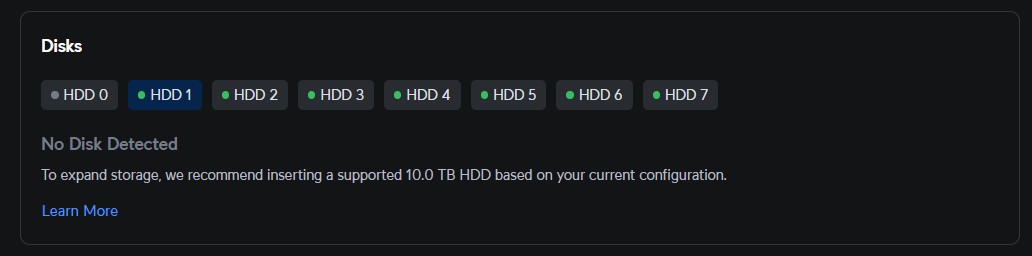 Disks
HDD 0 HDD 1 HDD 2 HDD 3 HDD 4 HDD 5 HDD 6 HDD 7
No Disk Detected
To expand storage, we recommend inserting a supported 10.0 TB HDD based on your current configuration.
Learn More